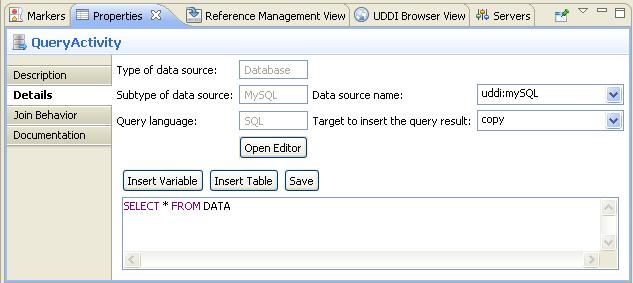 Markers Properties Reference Management View UDDI Browser View Servers
QueryActivity
Description
Details
Join Behavior
Documentation
Type of data source: Database
Subtype of data source: MySQL Data source name: uddi:mySQL
Query language: SQL Target to insert the query result: copy
Open Editor
Insert Variable Insert Table Save
SELECT * FROM DATA